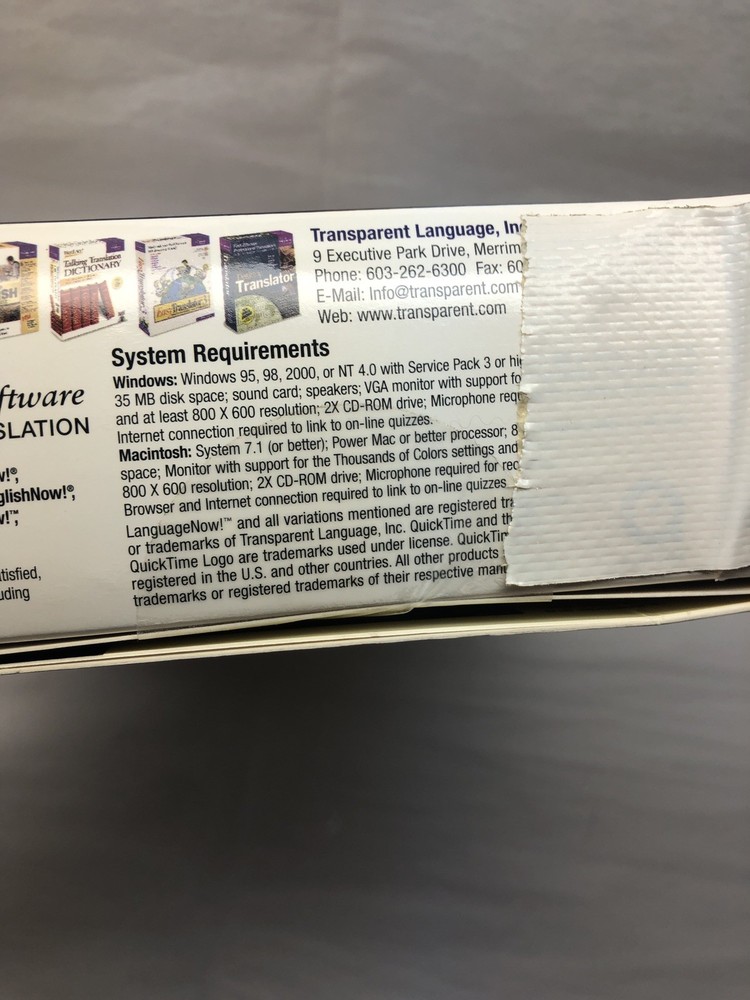 SH
Talking Translation
DICTIONARY
Translator
Transparent Language, In
9 Executive Park Drive, Merrim
Phone: 603-262-6300 Fax: 60
E-Mail: Info@transparent.com
Web: www.transparent.com
System Requirements
Windows: Windows 95, 98, 2000, or NT 4.0 with Service Pack 3 or hig
35 MB disk space; sound card; speakers; VGA monitor with support fo
and at least 800 X 600 resolution; 2X CD-ROM drive; Microphone requ
Internet connection required to link to on-line quizzes.
Macintosh: System 7.1 (or better); Power Mac or better processor; 8
space; Monitor with support for the Thousands of Colors settings and
800 X 600 resolution; 2X CD-ROM drive; Microphone required for rec
Browser and Internet connection required to link to on-line quizzes
LanguageNow!™ and all variations mentioned are registered tr
or trademarks of Transparent Language, Inc. QuickTime and th
QuickTime Logo are trademarks used under license. QuickTim
registered in the U.S. and other countries. All other products
trademarks or registered trademarks of their respective man
ftware
SLATION
w!®,
glishNow!®,
w!™,
tisfied,
uding